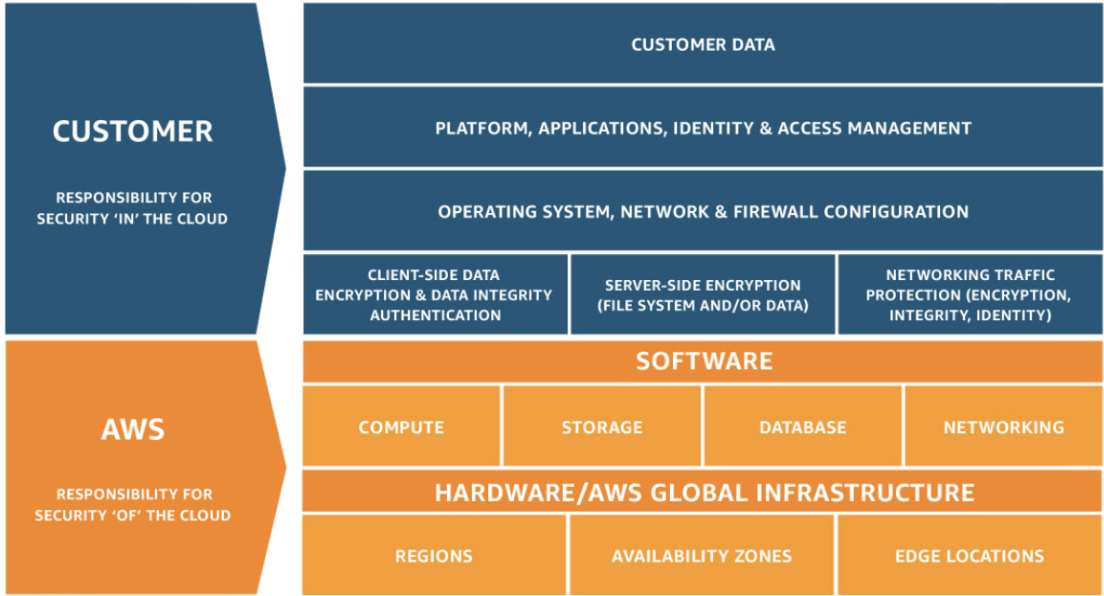 CUSTOMER
RESPONSIBILITY FOR
SECURITY ‘IN’ THE CLOUD
CUSTOMER DATA
PLATFORM, APPLICATIONS, IDENTITY & ACCESS MANAGEMENT
OPERATING SYSTEM, NETWORK & FIREWALL CONFIGURATION
CLIENT-SIDE DATA
ENCRYPTION & DATA INTEGRITY
AUTHENTICATION
SERVER-SIDE ENCRYPTION
(FILE SYSTEM AND/OR DATA)
NETWORKING TRAFFIC
PROTECTION (ENCRYPTION,
INTEGRITY, IDENTITY)
AWS
RESPONSIBILITY FOR
SECURITY ‘OF’ THE CLOUD
SOFTWARE
COMPUTE
STORAGE
DATABASE
NETWORKING
HARDWARE/AWS GLOBAL INFRASTRUCTURE
REGIONS
AVAILABILITY ZONES
EDGE LOCATIONS